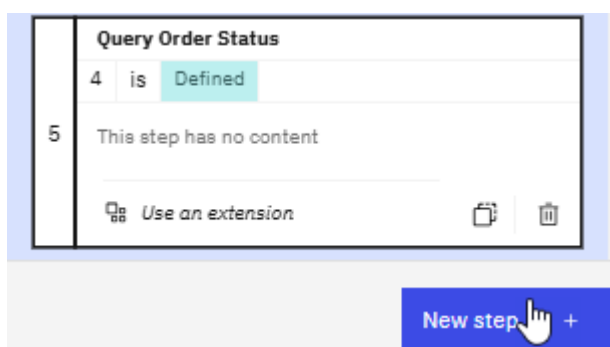 Query Order Status
4 is Defined
5
This step has no content
Use an extension
New step +